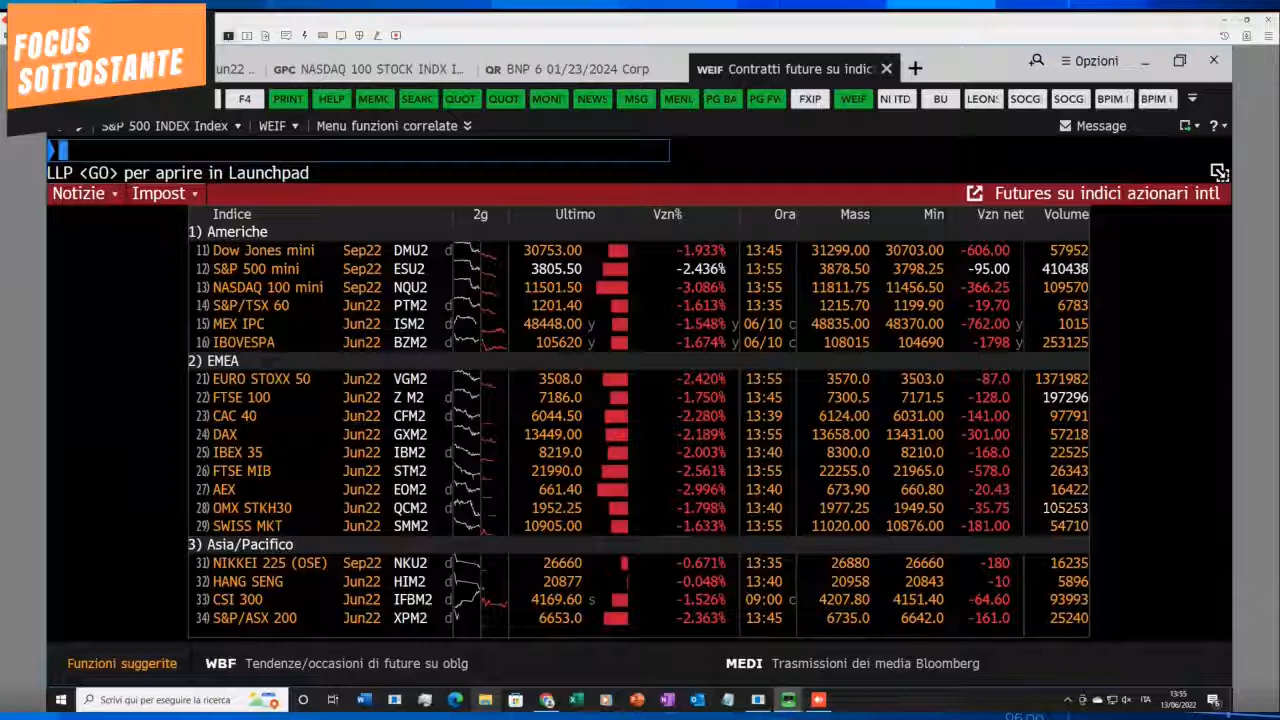 FOCUS
SOTTOSTANTE
un22 .. GPC NASDAQ 100 STOCK INDX I... QR BNP 6 01/23/2024 Corp WEIF Contratti future su indic Opzioni
F4 PRINT HELP MEMC SEARC QUOT QUOT MONI NEWS MSG MENU PG BA PG FW FXIP WEIF NI ITD BU LEON SOCG SOCG BPIM BPIM
S&P 500 INDEX Index WEIF Menu funzioni correlate Message ?
LLP <GO> per aprire in Launchpad
Notizie Impost Futures su indici azionari intl
Indice 2g Ultimo Vzn% Ora Mass Min Vzn net Volume
1) Americhe
11) Dow Jones mini Sep22 DMU2 d 30753.00 -1.933% 13:45 31299.00 30703.00 -606.00 57952
12) S&P 500 mini Sep22 ESU2 d 3805.50 -2.436% 13:55 3878.50 3798.25 -95.00 410438
13) NASDAQ 100 mini Sep22 NQU2 d 11501.50 -3.086% 13:55 11811.75 11456.50 -366.25 109570
14) S&P/TSX 60 Jun22 PTM2 d 1201.40 -1.613% 13:35 1215.70 1199.90 -19.70 6783
15) MEX IPC Jun22 ISM2 d 48448.00 y -1.548% y 06/10 c 48835.00 48370.00 -762.00 y 1015
16) IBOVESPA Jun22 BZM2 d 105620 y -1.674% y 06/10 c 108015 104690 -1798 y 253125
2) EMEA
21) EURO STOXX 50 Jun22 VGM2 d 3508.0 -2.420% 13:55 3570.0 3503.0 -87.0 1371982
22) FTSE 100 Jun22 Z M2 d 7186.0 -1.750% 13:45 7300.5 7171.5 -128.0 197296
23) CAC 40 Jun22 CFM2 d 6044.50 -2.280% 13:39 6124.00 6031.00 -141.00 97791
24) DAX Jun22 GXM2 d 13449.00 -2.189% 13:55 13658.00 13431.00 -301.00 57218
25) IBEX 35 Jun22 IBM2 d 8219.0 -2.003% 13:40 8300.0 8210.0 -168.0 22525
26) FTSE MIB Jun22 STM2 d 21990.0 -2.561% 13:55 22255.0 21965.0 -578.0 26343
27) AEX Jun22 EOM2 d 661.40 -2.996% 13:40 673.90 660.80 -20.43 16422
28) OMX STKH30 Jun22 QCM2 d 1952.25 -1.798% 13:40 1977.25 1949.50 -35.75 105253
29) SWISS MKT Jun22 SMM2 d 10905.00 -1.633% 13:55 11020.00 10876.00 -181.00 54710
3) Asia/Pacifico
31) NIKKEI 225 (OSE) Sep22 NKU2 d 26660 -0.671% 13:35 26880 26660 -180 16235
32) HANG SENG Jun22 HIM2 d 20877 -0.048% 13:40 20958 20843 -10 5896
33) CSI 300 Jun22 IFBM2 d 4169.60 s -1.526% 09:00 c 4207.80 4151.40 -64.60 93993
34) S&P/ASX 200 Jun22 XPM2 d 6653.0 -2.363% 13:45 6735.0 6642.0 -161.0 25240
Funzioni suggerite WBF Tendenze/occasioni di future su oblg MEDI Trasmissioni dei media Bloomberg
Scrivi qui per eseguire la ricerca ITA 13:55
13/06/2022